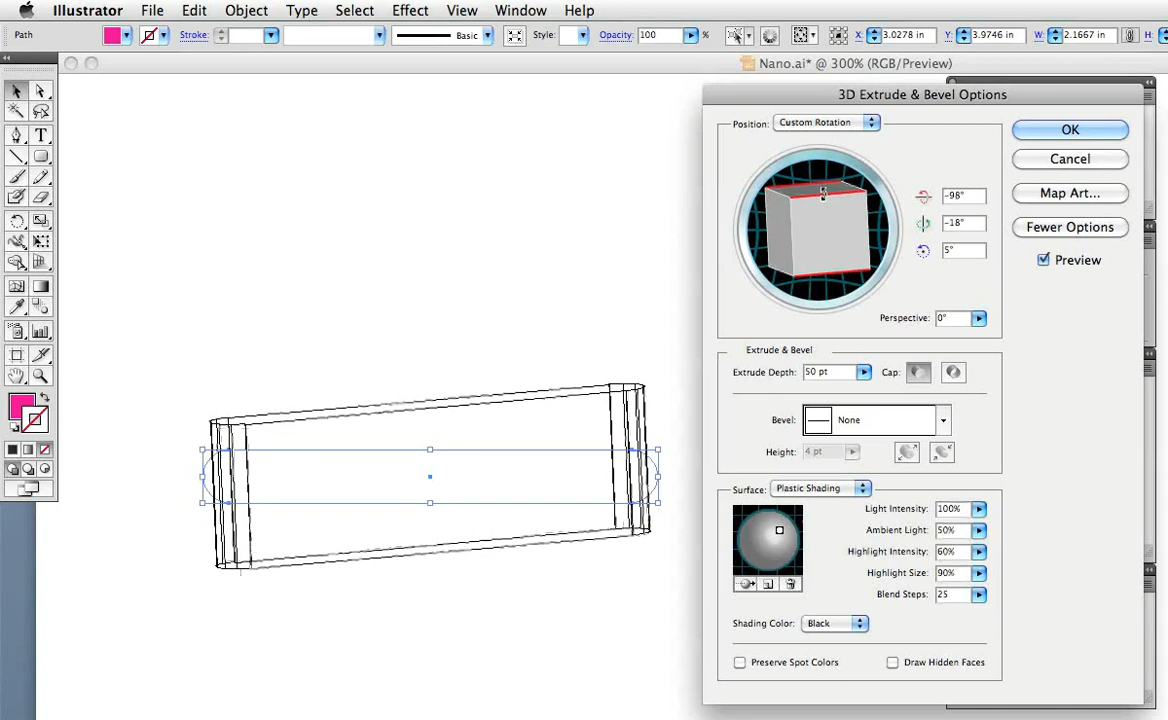 Illustrator File Edit Object Type Select Effect View Window Help
Path Stroke: Basic Style: Opacity: 100 % X: 3.0278 in Y: 3.9746 in W: 2.1667 in H:
Nano.ai* @ 300% (RGB/Preview)
3D Extrude & Bevel Options
Position: Custom Rotation
OK
Cancel
-98°
Map Art...
-18°
Fewer Options
5°
Preview
Perspective: 0°
Extrude & Bevel
Extrude Depth: 50 pt Cap:
Bevel: None
Height: 4 pt
Surface: Plastic Shading
Light Intensity: 100%
Ambient Light: 50%
Highlight Intensity: 60%
Highlight Size: 90%
Blend Steps: 25
Shading Color: Black
Preserve Spot Colors Draw Hidden Faces